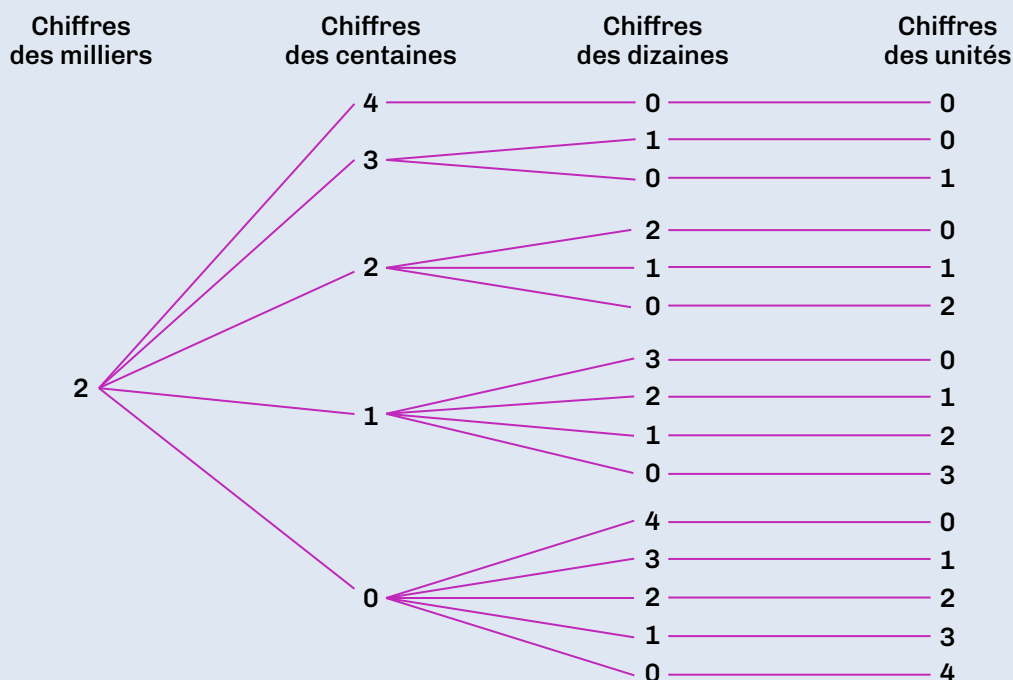 Chiffres
des milliers
Chiffres
des centaines
Chiffres
des dizaines
Chiffres
des unités
4 0 0
3 1 0
0 1
2 2 0
1 1
0 2
2
1 3 0
2 1
1 2
0 3
0 4 0
3 1
2 2
1 3
0 4